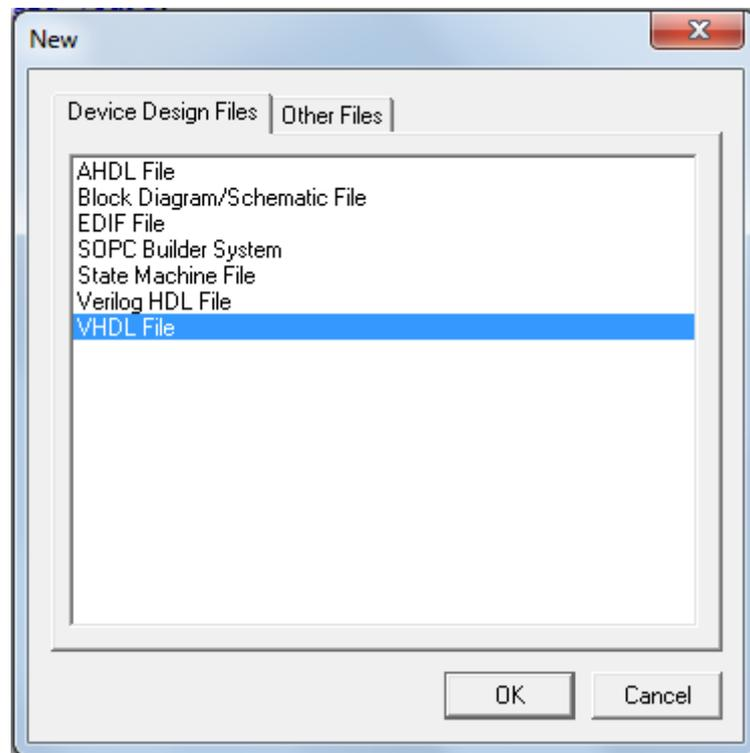 New
Device Design Files
Other Files
AHDL File
Block Diagram/Schematic File
EDIF File
SOPC Builder System
State Machine File
Verilog HDL File
VHDL File
OK
Cancel